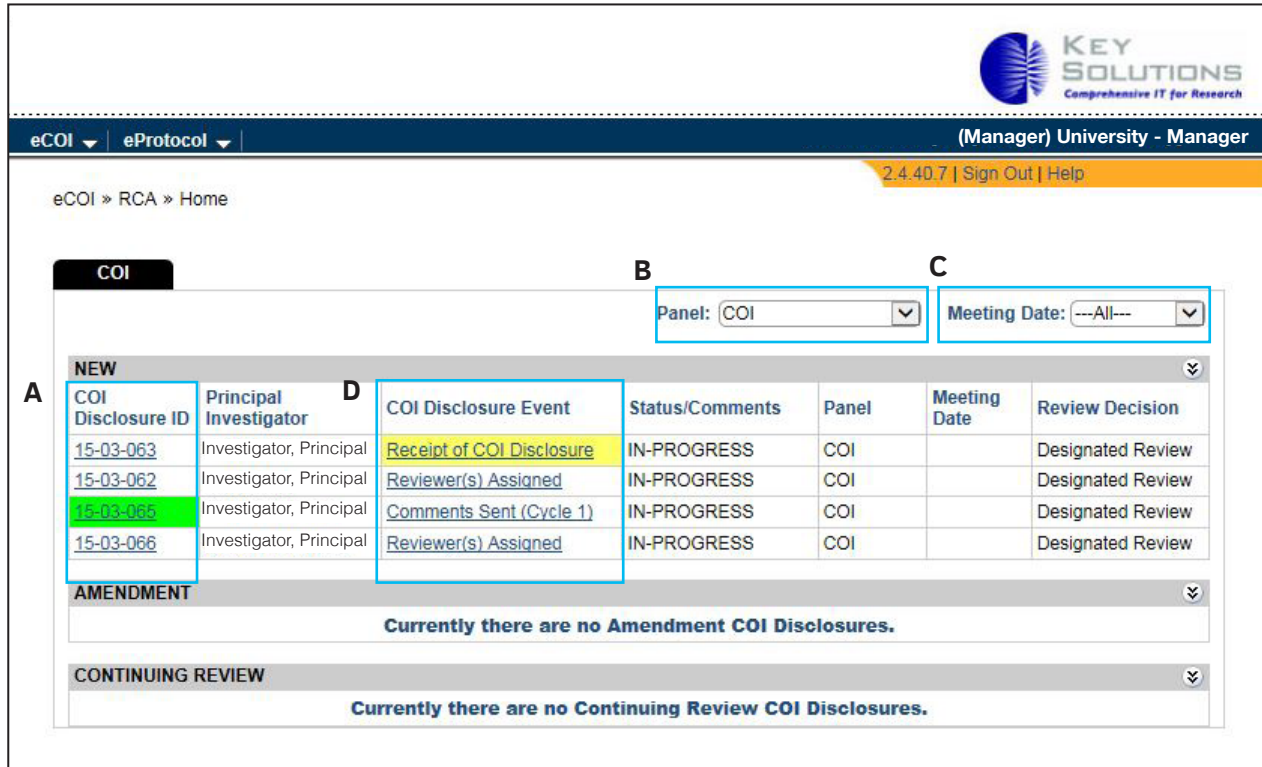 KEY
SOLUTIONS
Comprehensive IT for Research
eCOI eProtocol (Manager) University - Manager
2.4.40.7 | Sign Out | Help
eCOI » RCA » Home
COI
B C
Panel: COI Meeting Date: ---All---
NEW
A D
COI Disclosure ID Principal Investigator COI Disclosure Event Status/Comments Panel Meeting Date Review Decision
15-03-063 Investigator, Principal Receipt of COI Disclosure IN-PROGRESS COI Designated Review
15-03-062 Investigator, Principal Reviewer(s) Assigned IN-PROGRESS COI Designated Review
15-03-065 Investigator, Principal Comments Sent (Cycle 1) IN-PROGRESS COI Designated Review
15-03-066 Investigator, Principal Reviewer(s) Assigned IN-PROGRESS COI Designated Review
AMENDMENT
Currently there are no Amendment COI Disclosures.
CONTINUING REVIEW
Currently there are no Continuing Review COI Disclosures.